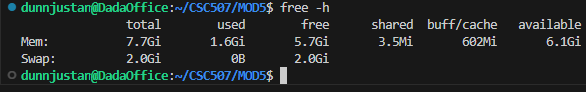 dunnjustan@DadaOffice:~/CSC507/MOD5$ free -h
total used free shared buff/cache available
Mem: 7.7Gi 1.6Gi 5.7Gi 3.5Mi 602Mi 6.1Gi
Swap: 2.0Gi 0B 2.0Gi
dunnjustan@DadaOffice:~/CSC507/MOD5$